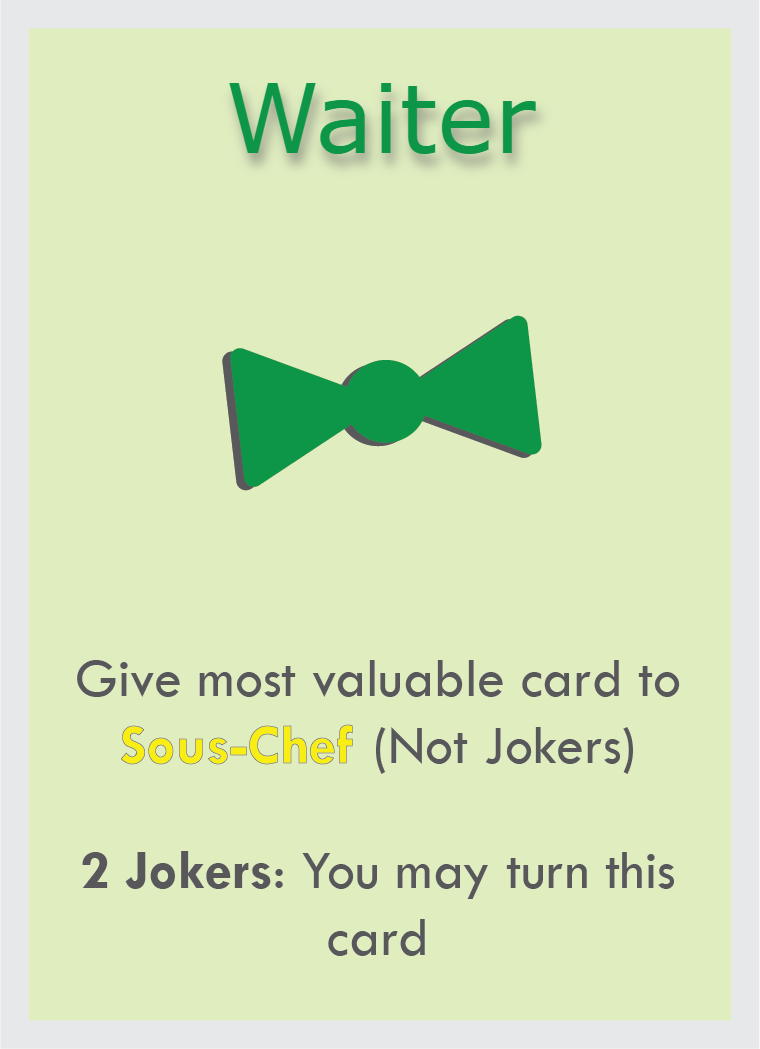 Waiter
Give most valuable card to
Sous-Chef (Not Jokers)
2 Jokers: You may turn this
card